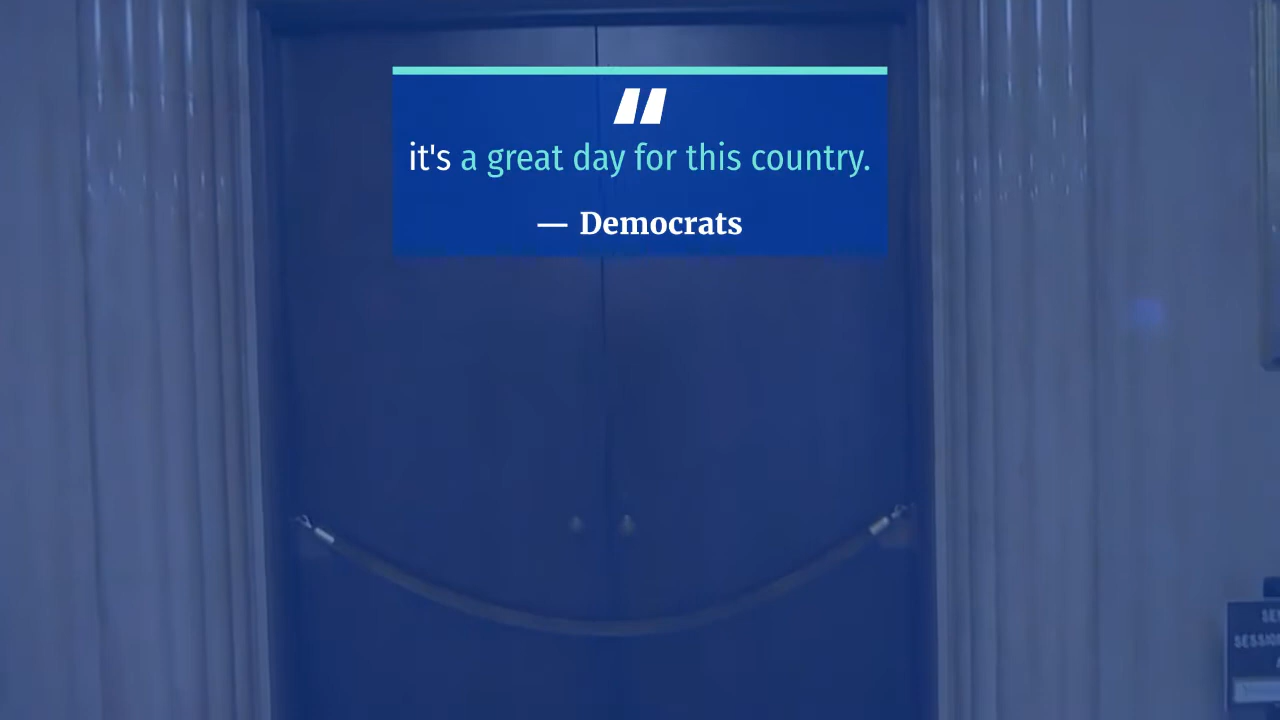 it's a great day for this country.
— Democrats